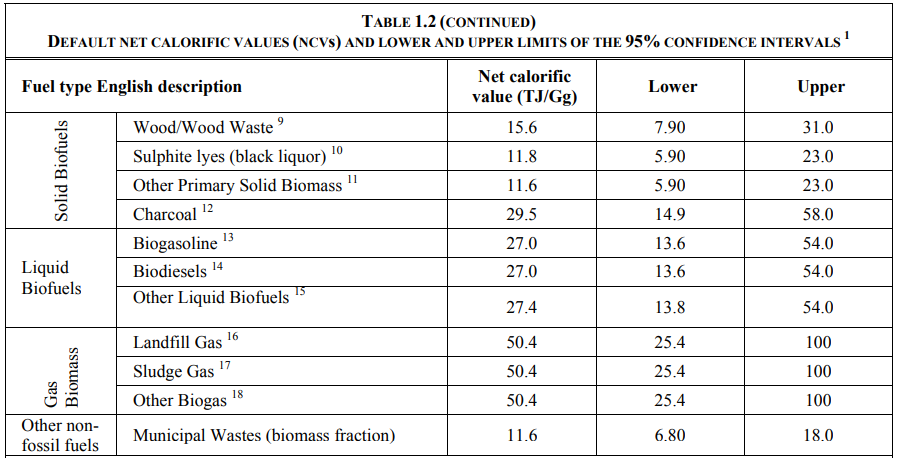 TABLE 1.2 (CONTINUED)
DEFAULT NET CALORIFIC VALUES (NCVs) AND LOWER AND UPPER LIMITS OF THE 95% CONFIDENCE INTERVALS 1
Fuel type English description Net calorific value (TJ/Gg) Lower Upper
Solid Biofuels
Wood/Wood Waste 9 15.6 7.90 31.0
Sulphite lyes (black liquor) 10 11.8 5.90 23.0
Other Primary Solid Biomass 11 11.6 5.90 23.0
Charcoal 12 29.5 14.9 58.0
Liquid Biofuels
Biogasoline 13 27.0 13.6 54.0
Biodiesels 14 27.0 13.6 54.0
Other Liquid Biofuels 15 27.4 13.8 54.0
Gas Biomass
Landfill Gas 16 50.4 25.4 100
Sludge Gas 17 50.4 25.4 100
Other Biogas 18 50.4 25.4 100
Other non-fossil fuels
Municipal Wastes (biomass fraction) 11.6 6.80 18.0